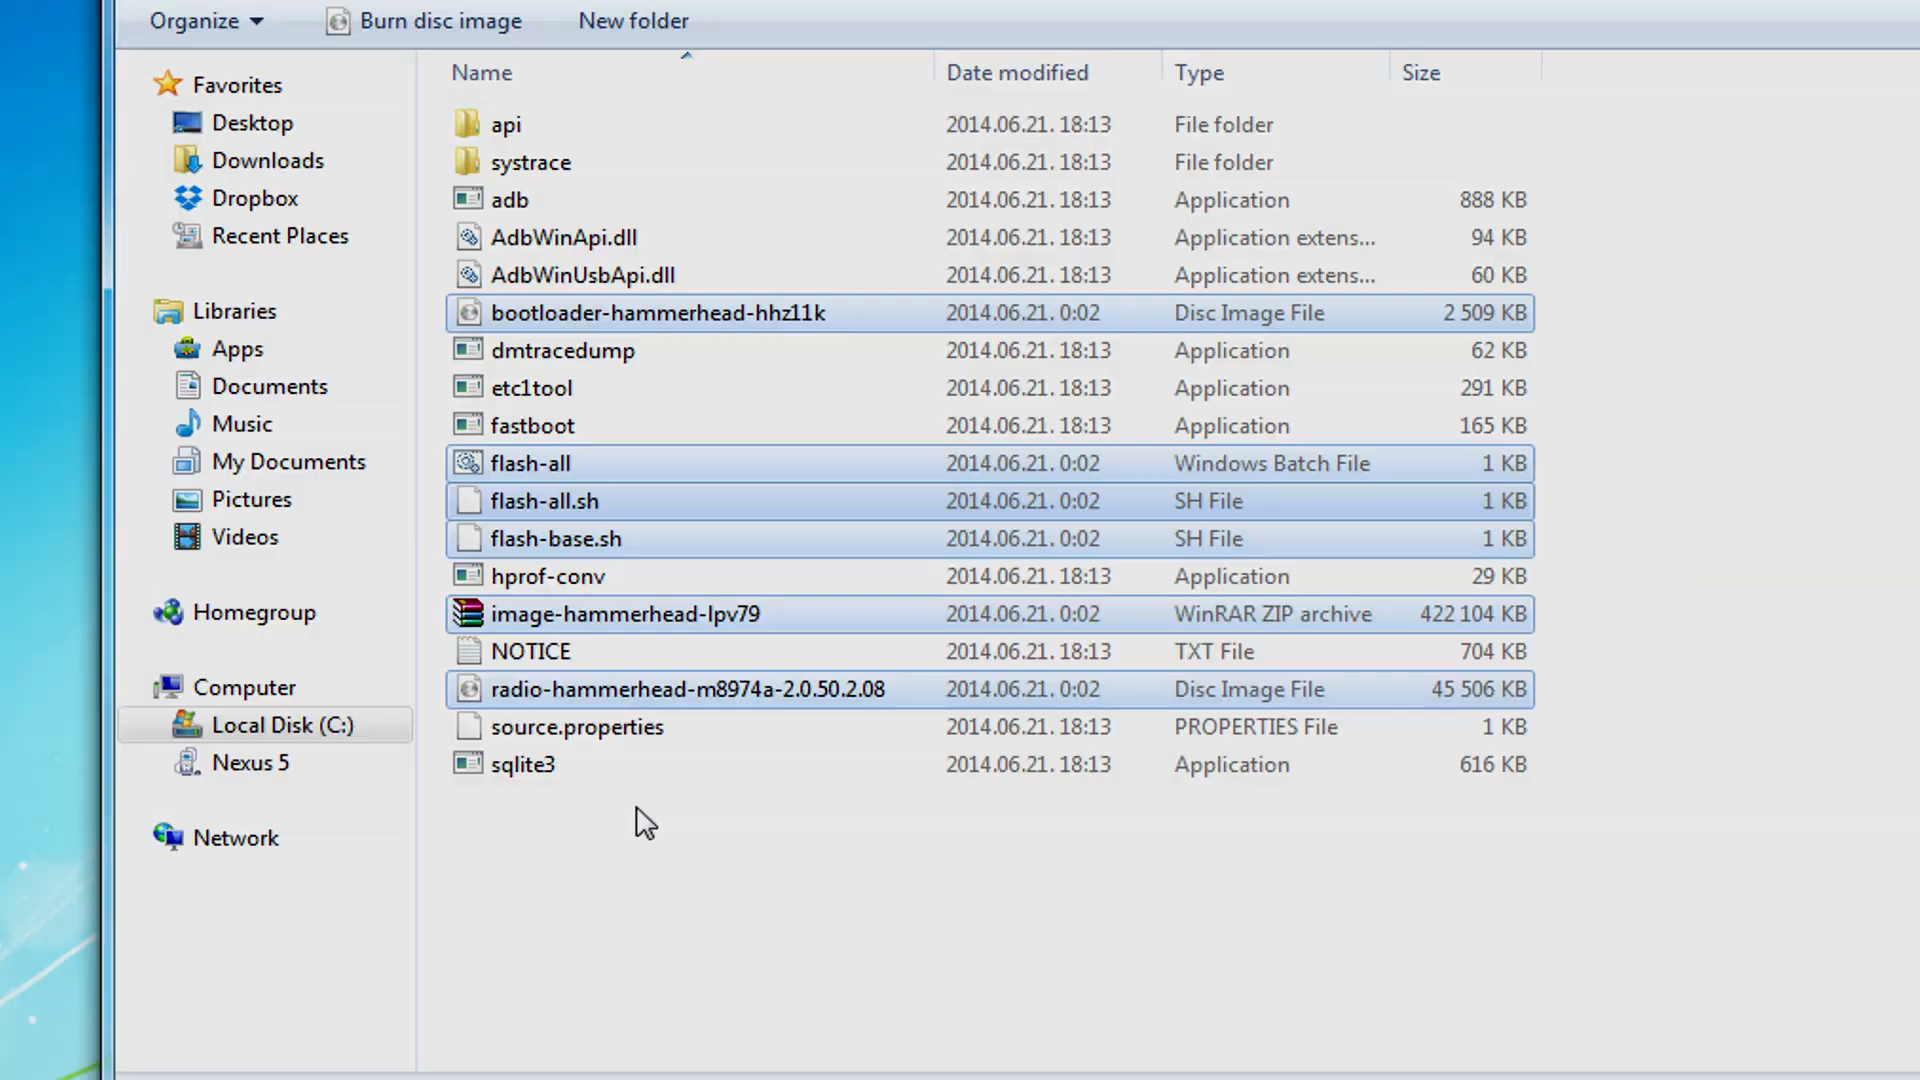 Organize Burn disc image New folder
Name Date modified Type Size
Favorites
Desktop
Downloads
Dropbox
Recent Places
Libraries
Apps
Documents
Music
My Documents
Pictures
Videos
Homegroup
Computer
Local Disk (C:)
Nexus 5
Network
api 2014.06.21. 18:13 File folder
systrace 2014.06.21. 18:13 File folder
adb 2014.06.21. 18:13 Application 888 KB
AdbWinApi.dll 2014.06.21. 18:13 Application extens... 94 KB
AdbWinUsbApi.dll 2014.06.21. 18:13 Application extens... 60 KB
bootloader-hammerhead-hhz11k 2014.06.21. 0:02 Disc Image File 2 509 KB
dmtracedump 2014.06.21. 18:13 Application 62 KB
etc1tool 2014.06.21. 18:13 Application 291 KB
fastboot 2014.06.21. 18:13 Application 165 KB
flash-all 2014.06.21. 0:02 Windows Batch File 1 KB
flash-all.sh 2014.06.21. 0:02 SH File 1 KB
flash-base.sh 2014.06.21. 0:02 SH File 1 KB
hprof-conv 2014.06.21. 18:13 Application 29 KB
image-hammerhead-lpv79 2014.06.21. 0:02 WinRAR ZIP archive 422 104 KB
NOTICE 2014.06.21. 18:13 TXT File 704 KB
radio-hammerhead-m8974a-2.0.50.2.08 2014.06.21. 0:02 Disc Image File 45 506 KB
source.properties 2014.06.21. 18:13 PROPERTIES File 1 KB
sqlite3 2014.06.21. 18:13 Application 616 KB